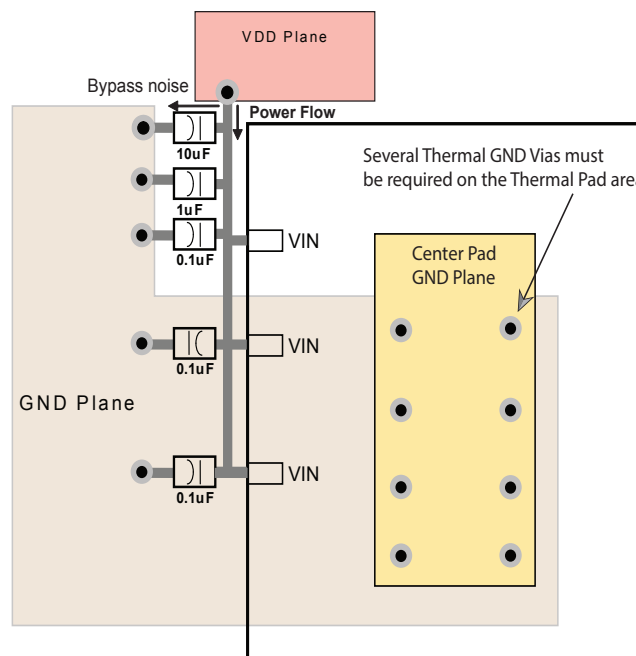 VDD Plane
Bypass noise
Power Flow
10uF
Several Thermal GND Vias must
be required on the Thermal Pad area
1uF
0.1uF
VIN
Center Pad
GND Plane
VIN
0.1uF
GND Plane
VIN
0.1uF